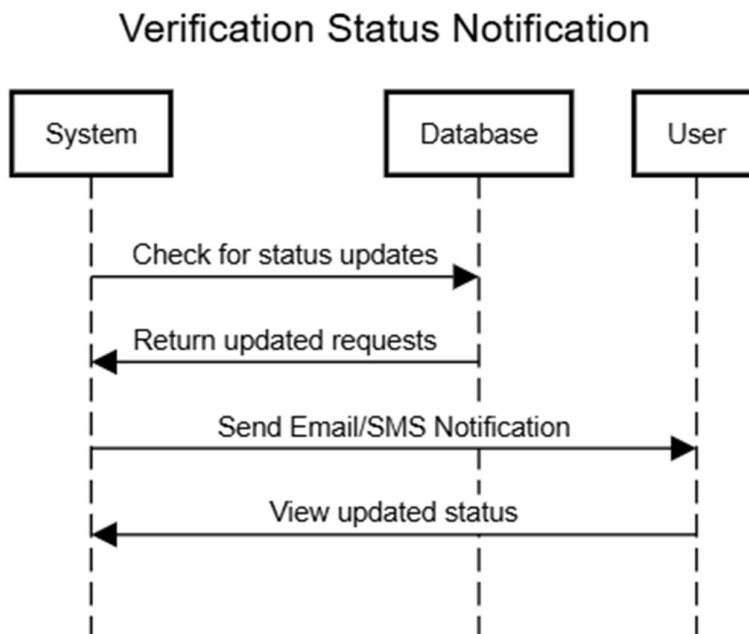 Verification Status Notification
System
Database
User
Check for status updates
Return updated requests
Send Email/SMS Notification
View updated status